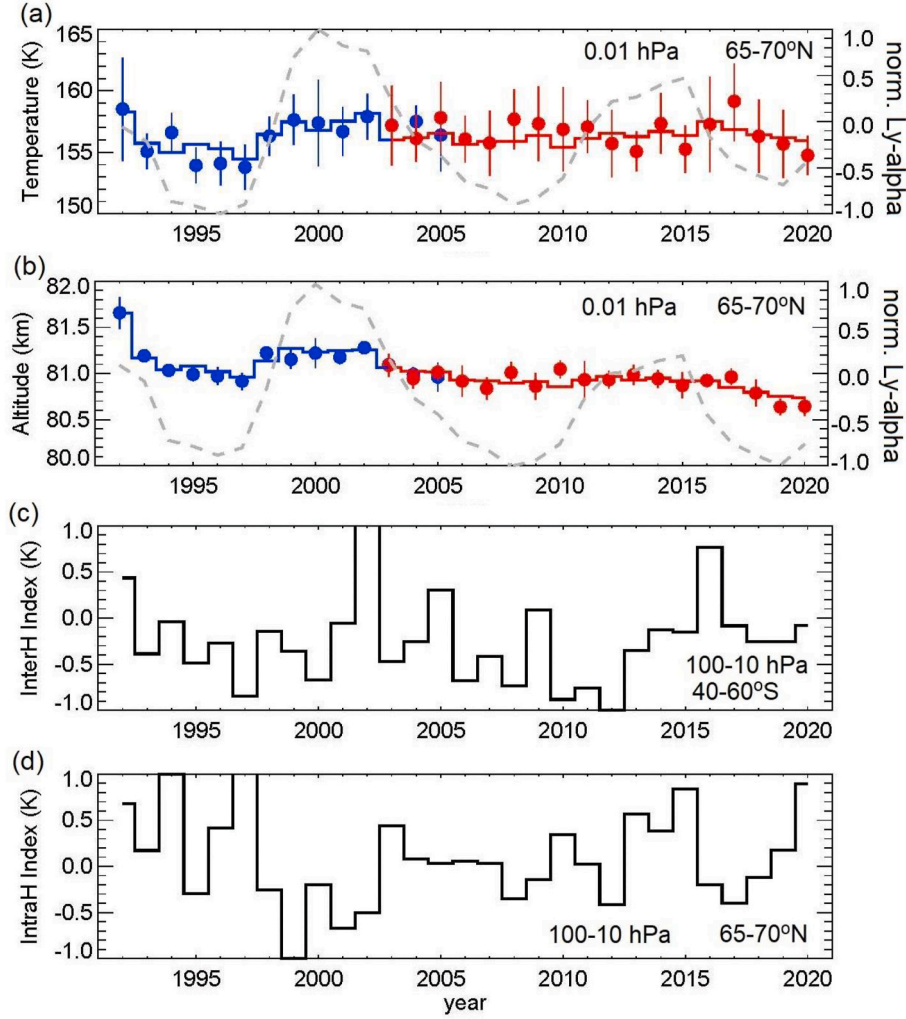 (a)
165
160
155
150
Temperature (K)
0.01 hPa 65-70ºN
1.0
0.5
-0.0
-0.4
-1.0
norm. Ly-alpha
1995 2000 2005 2010 2015 2020
(b)
82.0
81.5
81.0
80.5
80.0
Altitude (km)
0.01 hPa 65-70ºN
1.0
0.5
0.0
-0.5
-1.0
norm. Ly-alpha
1995 2000 2005 2010 2015 2020
(c)
1.0
0.5
0.0
-0.5
-1.0
InterH Index (K)
100-10 hPa
40-60ºS
1995 2000 2005 2010 2015 2020
(d)
1.0
0.5
0.0
-0.5
-1.0
IntraH Index (K)
100-10 hPa 65-70ºN
1995 2000 2005 2010 2015 2020
year